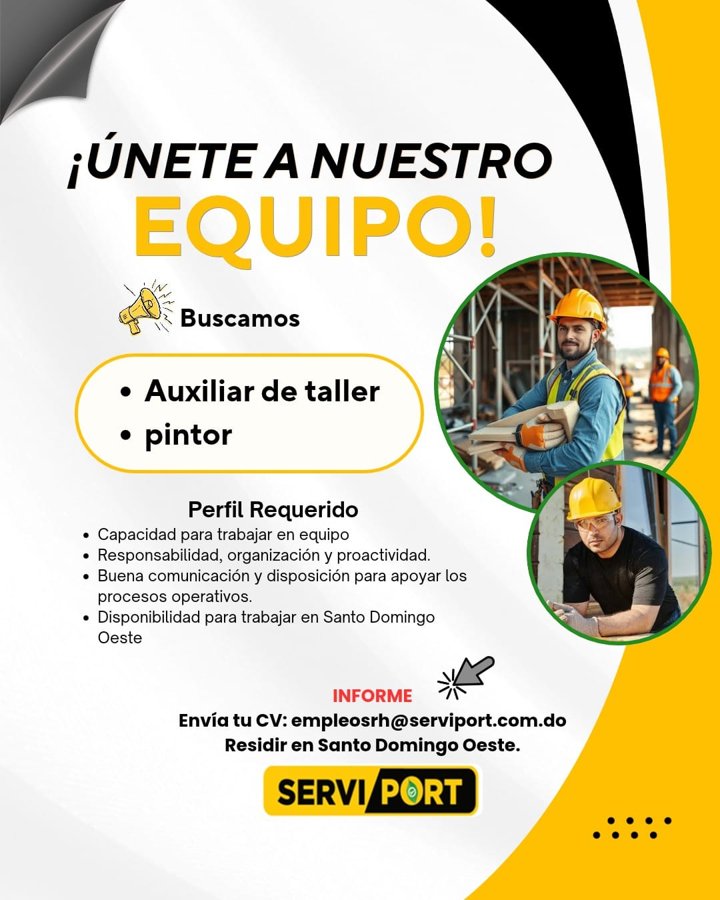 ¡ÚNETE A NUESTRO
EQUIPO!
Buscamos
• Auxiliar de taller
• pintor
Perfil Requerido
• Capacidad para trabajar en equipo
• Responsabilidad, organización y proactividad.
• Buena comunicación y disposición para apoyar los
procesos operativos.
• Disponibilidad para trabajar en Santo Domingo
Oeste
INFORME
Envía tu CV: empleosrh@serviport.com.do
Residir en Santo Domingo Oeste.
SERVIPORT